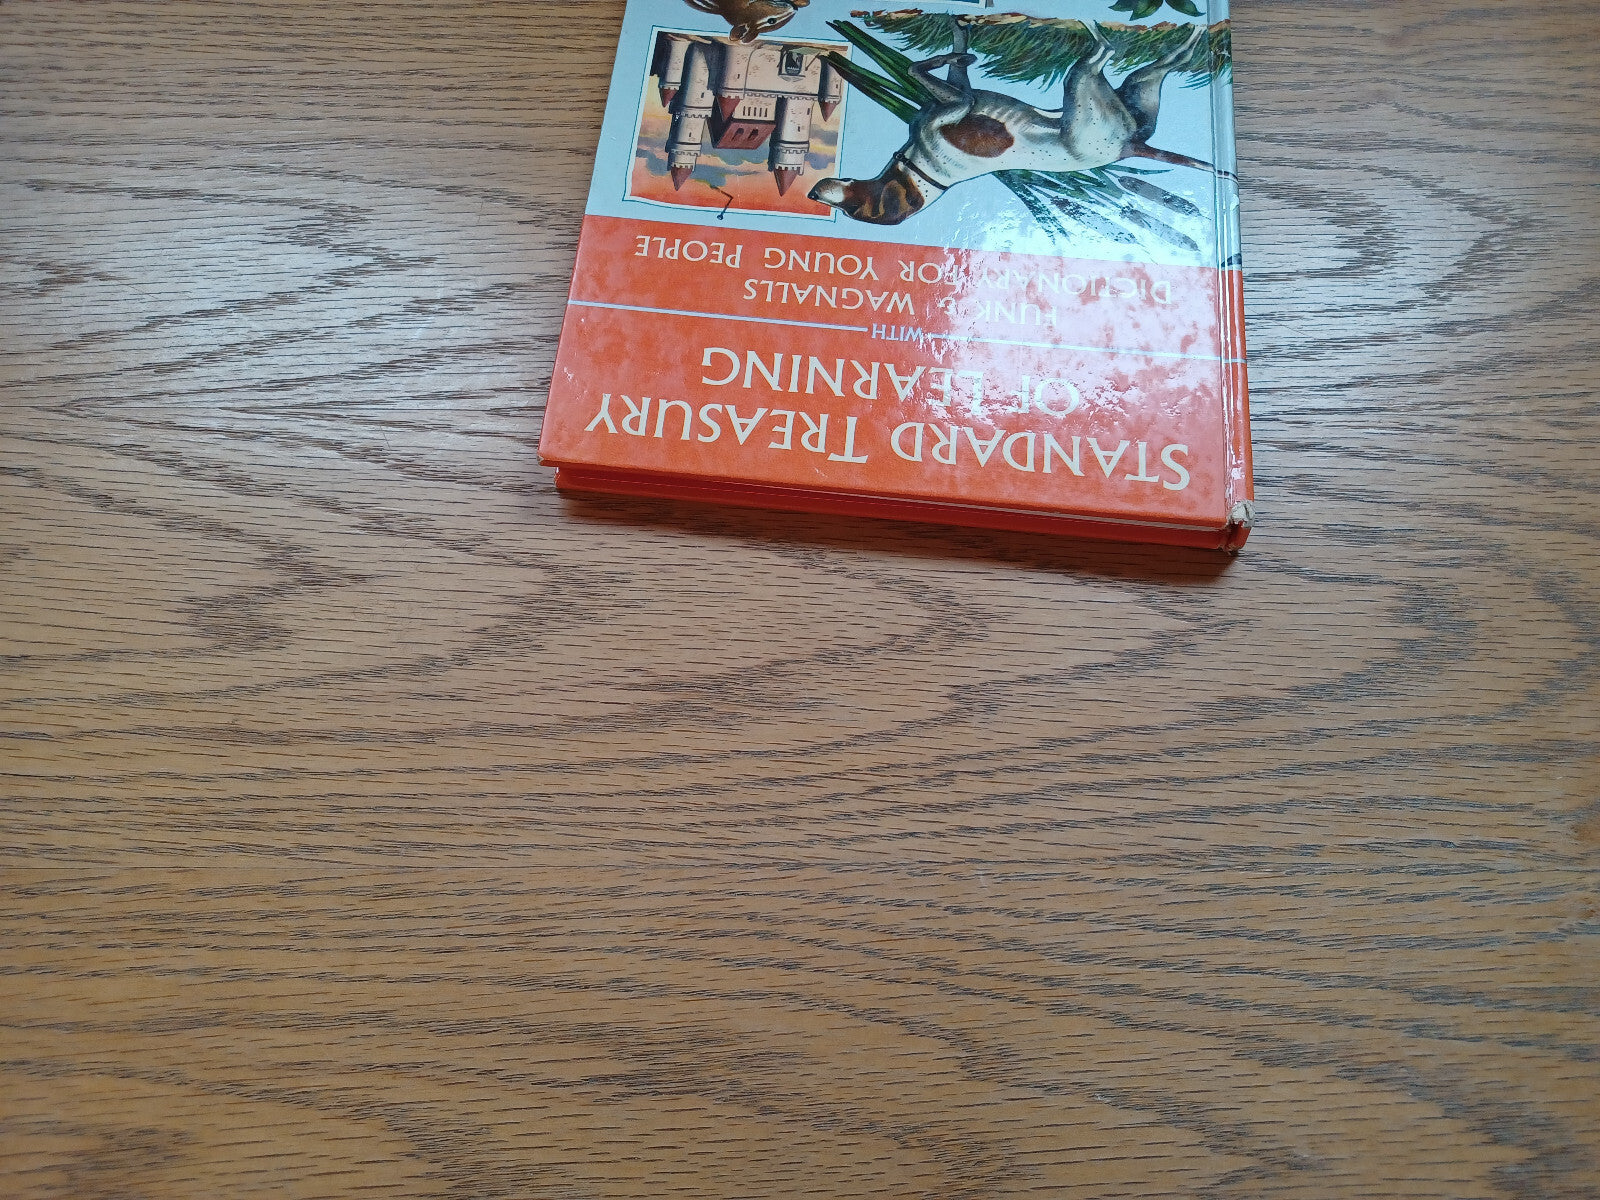 STANDARD TREASURY
OF LEARNING
WITH
FUNK & WAGNALLS
DICTIONARY FOR YOUNG PEOPLE